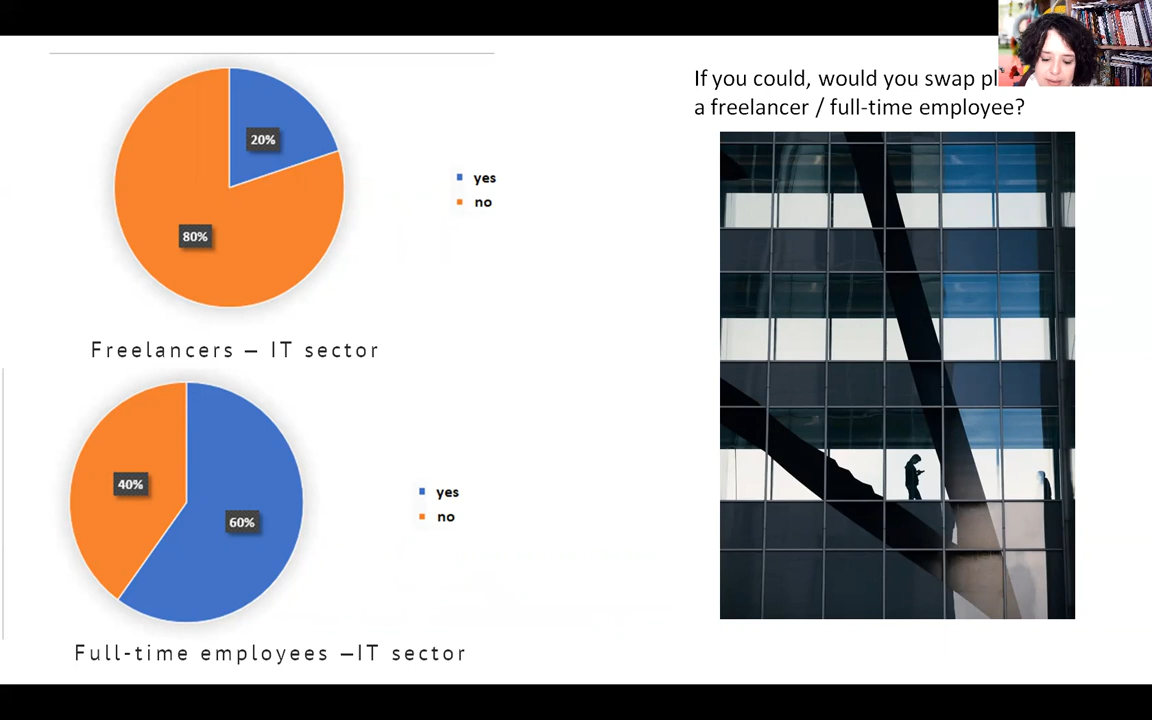 20%
80%
yes
no
Freelancers – IT sector
40%
60%
yes
no
Full-time employees –IT sector
If you could, would you swap
a freelancer / full-time employee?